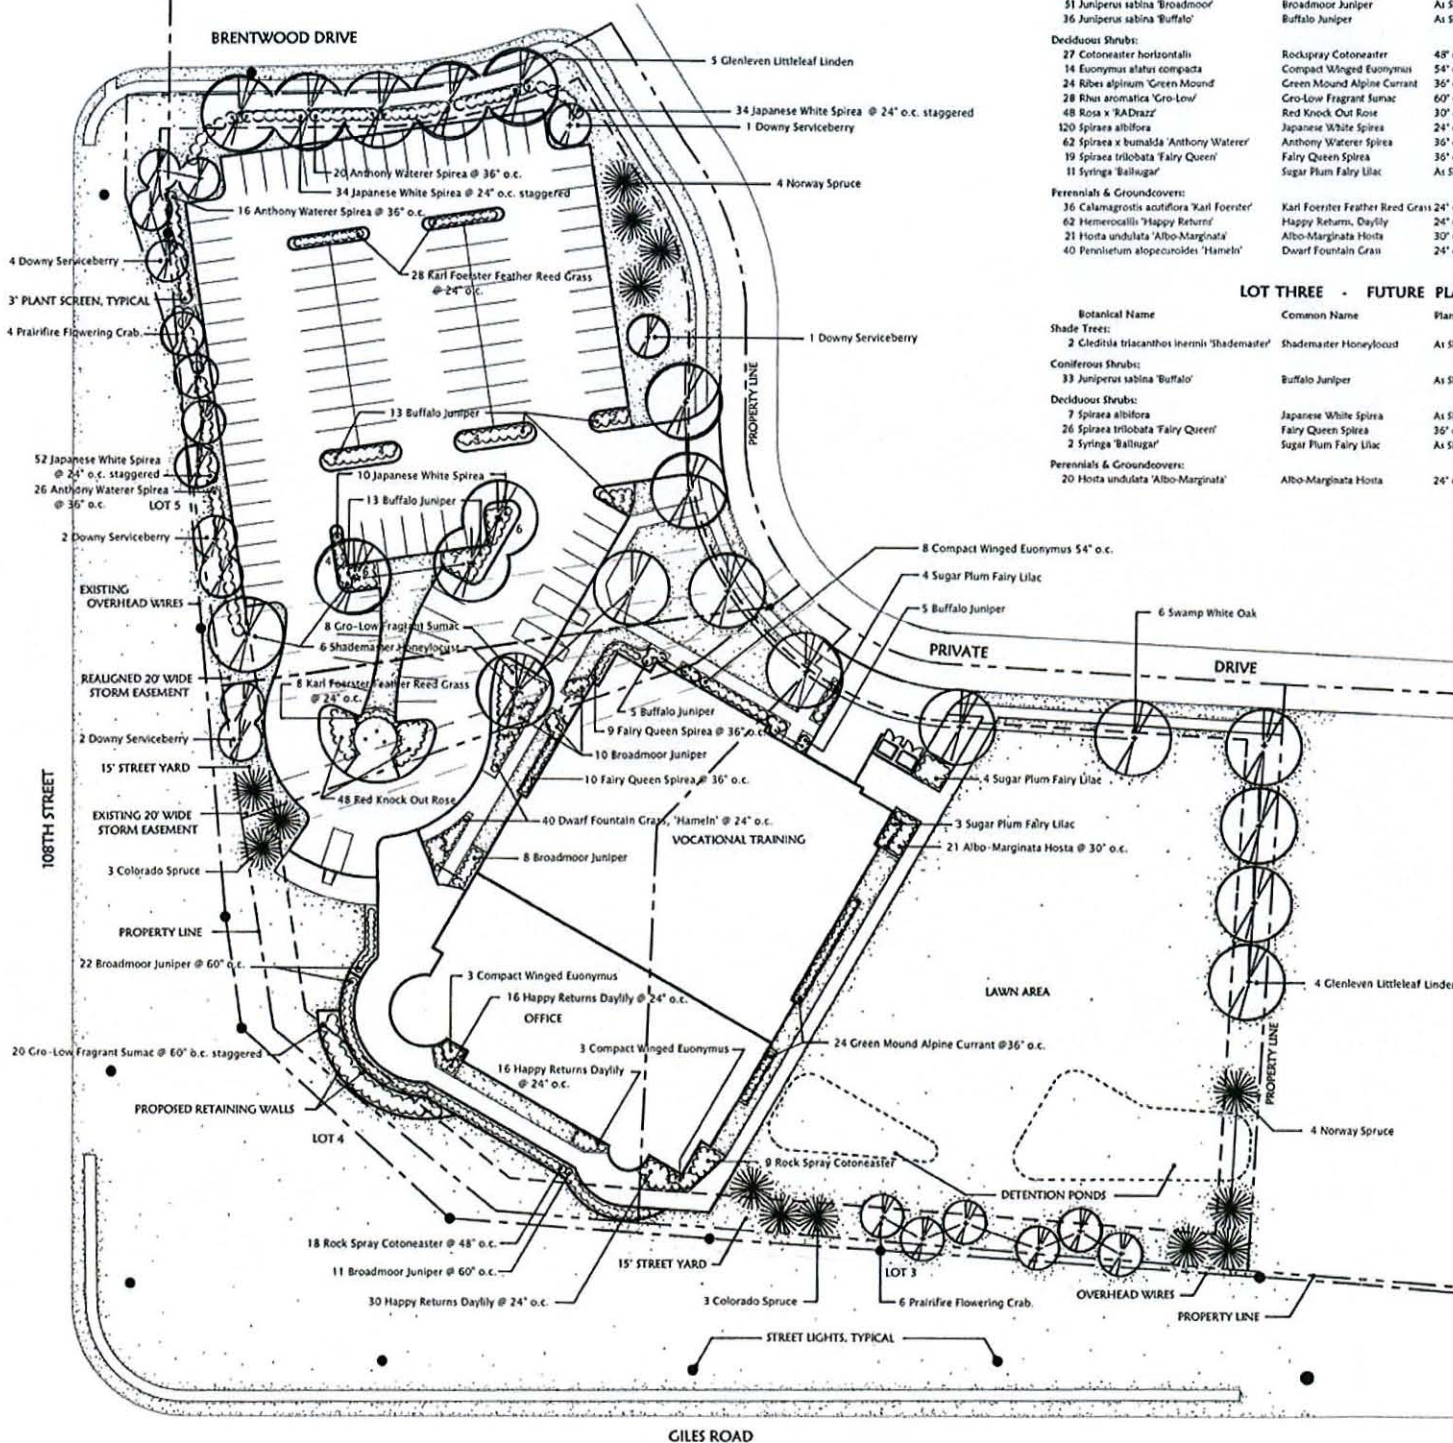 51 Juniperus sabina 'Broadmoor' Broadmoor Juniper
36 Juniperus sabina 'Buffalo' Buffalo Juniper
Deciduous Shrubs:
27 Cotoneaster horizontalis Rockspray Cotoneaster 48"
14 Euonymus alatus compacta Compact Winged Euonymus 54"
24 Ribes alpinum 'Green Mound' Green Mound Alpine Currant 36"
28 Rhus aromatica 'Gro-Low' Gro-Low Fragrant Sumac 60"
48 Rosa x 'RADrazz' Red Knock Out Rose 30"
120 Spiraea albiflora Japanese White Spirea 24"
62 Spiraea x bumalda 'Anthony Waterer' Anthony Waterer Spirea 36"
19 Spiraea trilobata 'Fairy Queen' Fairy Queen Spirea 36"
11 Syringa 'Bailsugar' Sugar Plum Fairy Lilac
Perennials & Groundcovers:
36 Calamagrostis acutiflora 'Karl Foerster' Karl Foerster Feather Reed Grass 24"
62 Hemerocallis 'Happy Returns' Happy Returns, Daylily 24"
21 Hosta undulata 'Albo-Marginata' Albo-Marginata Hosta 30"
40 Pennisetum alopecuroides 'Hameln' Dwarf Fountain Grass 24"
LOT THREE - FUTURE
Botanical Name Common Name
Shade Trees:
2 Gleditsia triacanthos inermis 'Shademaster' Shademaster Honeylocust
Coniferous Shrubs:
33 Juniperus sabina 'Buffalo' Buffalo Juniper
Deciduous Shrubs:
7 Spiraea albiflora Japanese White Spirea
26 Spiraea trilobata 'Fairy Queen' Fairy Queen Spirea 36"
2 Syringa 'Bailsugar' Sugar Plum Fairy Lilac
Perennials & Groundcovers:
20 Hosta undulata 'Albo-Marginata' Albo-Marginata Hosta 24"
BRENTWOOD DRIVE
5 Glenleven Littleleaf Linden
34 Japanese White Spirea @ 24" o.c. staggered
1 Downy Serviceberry
20 Anthony Waterer Spirea @ 36" o.c.
34 Japanese White Spirea @ 24" o.c. staggered
4 Norway Spruce
16 Anthony Waterer Spirea @ 36" o.c.
4 Downy Serviceberry
28 Karl Foerster Feather Reed Grass
@ 24" o.c.
3' PLANT SCREEN, TYPICAL
4 Prairifire Flowering Crab.
1 Downy Serviceberry
PROPERTY LINE
13 Buffalo Juniper
52 Japanese White Spirea
@ 24" o.c. staggered
26 Anthony Waterer Spirea
@ 36" o.c.
LOT 5
10 Japanese White Spirea
13 Buffalo Juniper
6
2 Downy Serviceberry
8 Compact Winged Euonymus 54" o.c.
4
7
4 Sugar Plum Fairy Lilac
EXISTING
OVERHEAD WIRES
5 Buffalo Juniper
6 Swamp White Oak
8 Gro-Low Fragrant Sumac
6 Shademaster Honeylocust
PRIVATE DRIVE
REALIGNED 20' WIDE
STORM EASEMENT
8 Karl Foerster Feather Reed Grass
@ 24" o.c.
5 Buffalo Juniper
9 Fairy Queen Spirea @ 36" o.c.
2 Downy Serviceberry
10 Broadmoor Juniper
15' STREET YARD
10 Fairy Queen Spirea @ 36" o.c.
4 Sugar Plum Fairy Lilac
48 Red Knock Out Rose
EXISTING 20' WIDE
STORM EASEMENT
40 Dwarf Fountain Grass, 'Hameln' @ 24" o.c.
3 Sugar Plum Fairy Lilac
VOCATIONAL TRAINING
21 Albo-Marginata Hosta @ 30" o.c.
108TH STREET
8 Broadmoor Juniper
3 Colorado Spruce
PROPERTY LINE
22 Broadmoor Juniper @ 60" o.c.
3 Compact Winged Euonymus
4 Glenleven Littleleaf Linden
LAWN AREA
16 Happy Returns Daylily @ 24" o.c.
OFFICE
20 Gro-Low Fragrant Sumac @ 60" o.c. staggered
3 Compact Winged Euonymus
24 Green Mound Alpine Currant @36" o.c.
16 Happy Returns Daylily
@ 24" o.c.
PROPERTY LINE
PROPOSED RETAINING WALLS
LOT 4
4 Norway Spruce
9 Rock Spray Cotoneaster
DETENTION PONDS
18 Rock Spray Cotoneaster @ 48" o.c.
15' STREET YARD
11 Broadmoor Juniper @ 60" o.c.
LOT 3
30 Happy Returns Daylily @ 24" o.c.
3 Colorado Spruce
6 Prairifire Flowering Crab.
OVERHEAD WIRES
PROPERTY LINE
STREET LIGHTS, TYPICAL
GILES ROAD